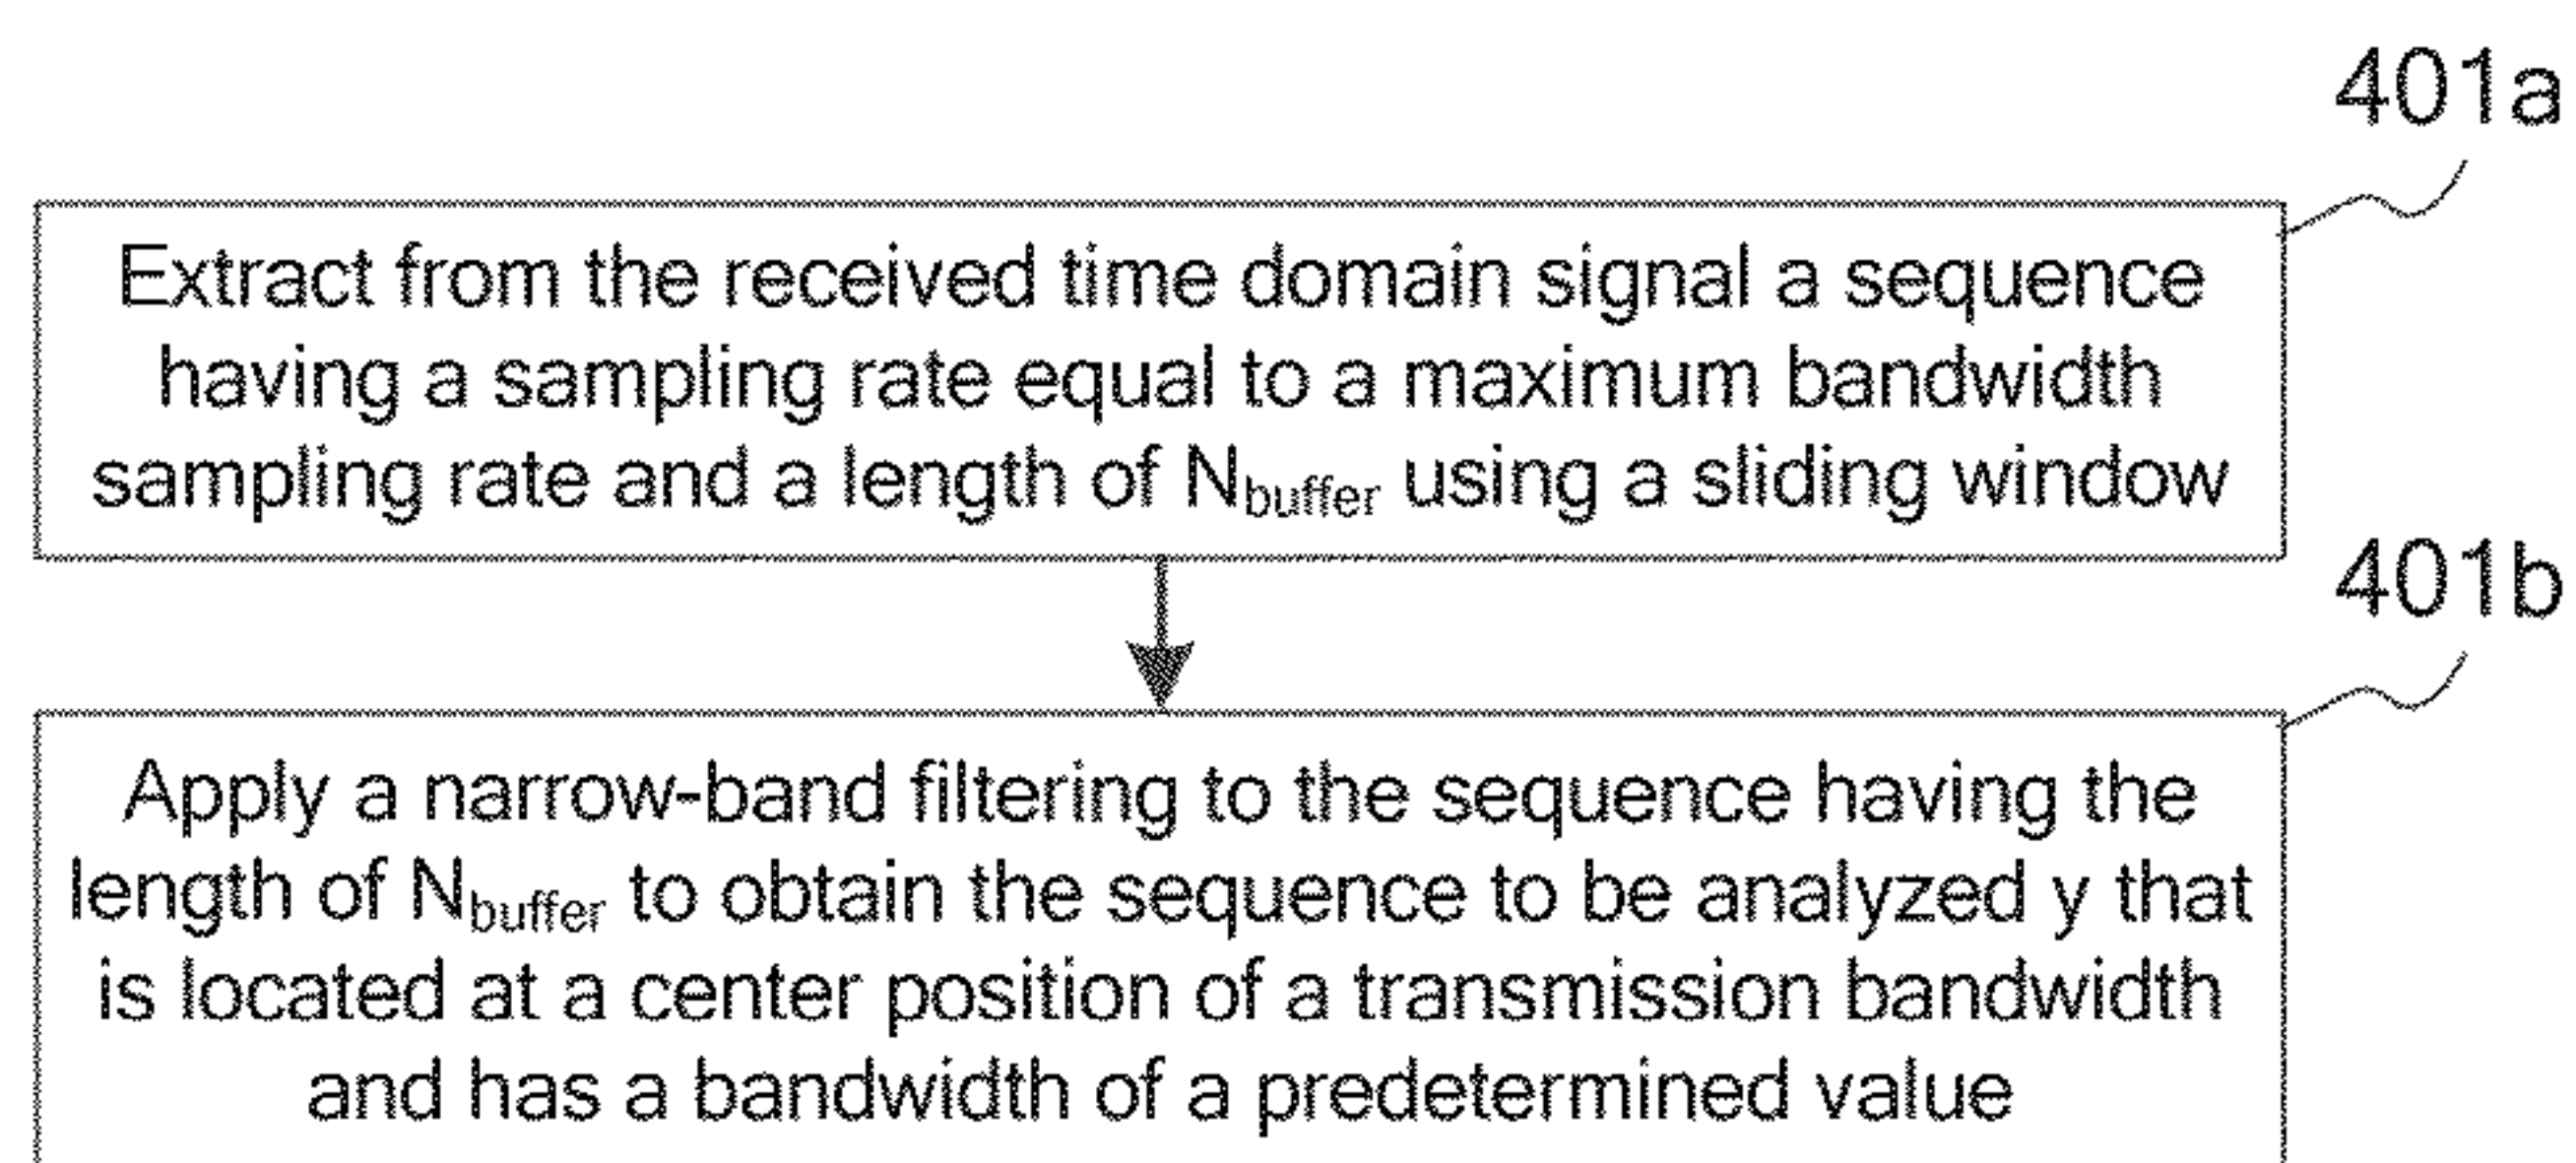 401a
Extract from the received time domain signal a sequence
having a sampling rate equal to a maximum bandwidth
sampling rate and a length of Nbuffer using a sliding window
401b
Apply a narrow-band filtering to the sequence having the
length of Nbuffer to obtain the sequence to be analyzed y that
is located at a center position of a transmission bandwidth
and has a bandwidth of a predetermined value